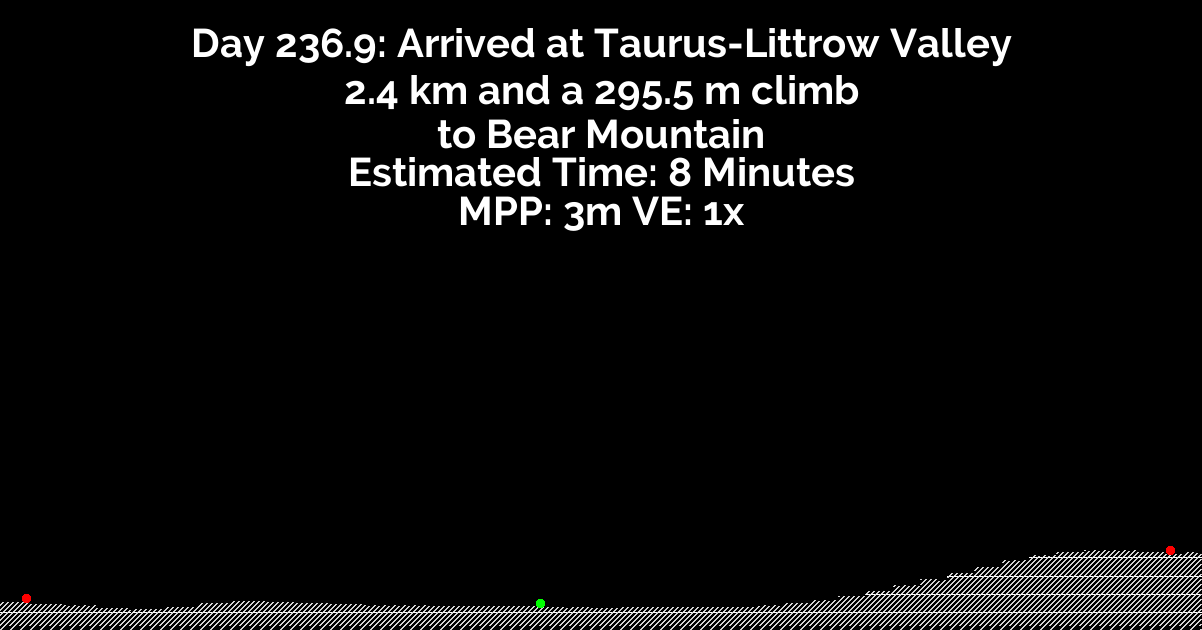 Day 236.9: Arrived at Taurus-Littrow Valley
2.4 km and a 295.5 m climb
to Bear Mountain
Estimated Time: 8 Minutes
MPP: 3m VE: 1x